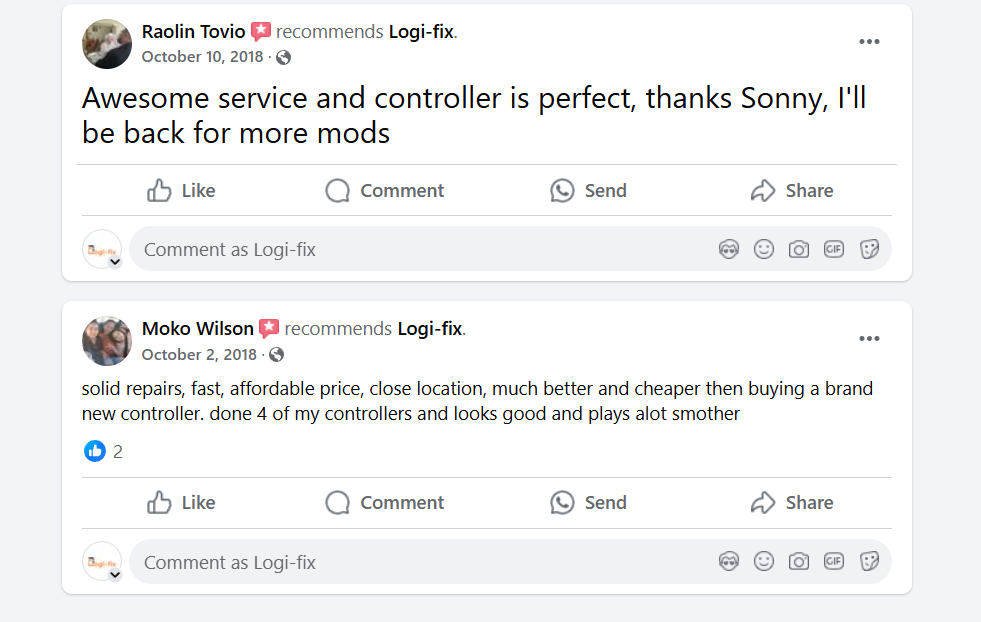 Raolin Tovio recommends Logi-fix.
October 10, 2018 ·
Awesome service and controller is perfect, thanks Sonny, I'll
be back for more mods
Like Comment Send Share
Logi-fix Comment as Logi-fix GIF
Moko Wilson recommends Logi-fix.
October 2, 2018 ·
solid repairs, fast, affordable price, close location, much better and cheaper then buying a brand
new controller. done 4 of my controllers and looks good and plays alot smother
2
Like Comment Send Share
Logi-fix Comment as Logi-fix GIF